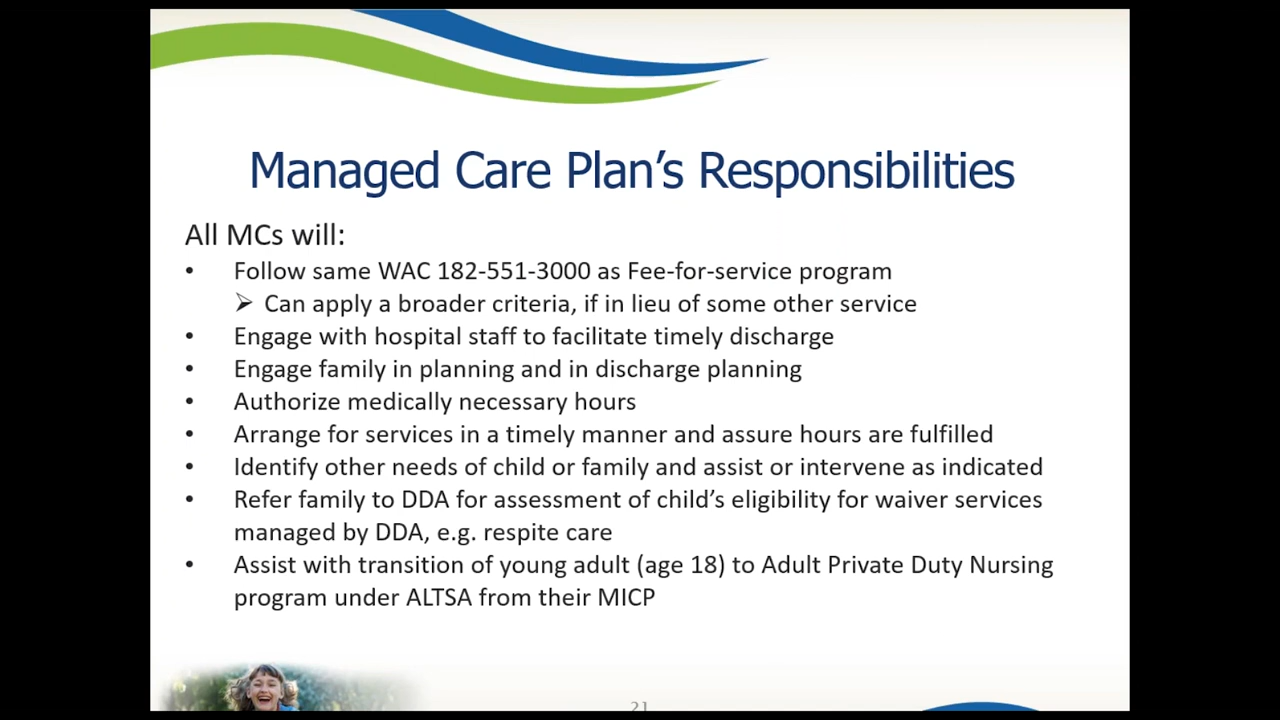 Managed Care Plan's Responsibilities
All MCs will:
• Follow same WAC 182-551-3000 as Fee-for-service program
➢ Can apply a broader criteria, if in lieu of some other service
• Engage with hospital staff to facilitate timely discharge
• Engage family in planning and in discharge planning
• Authorize medically necessary hours
• Arrange for services in a timely manner and assure hours are fulfilled
• Identify other needs of child or family and assist or intervene as indicated
• Refer family to DDA for assessment of child's eligibility for waiver services
managed by DDA, e.g. respite care
• Assist with transition of young adult (age 18) to Adult Private Duty Nursing
program under ALTSA from their MICP
21